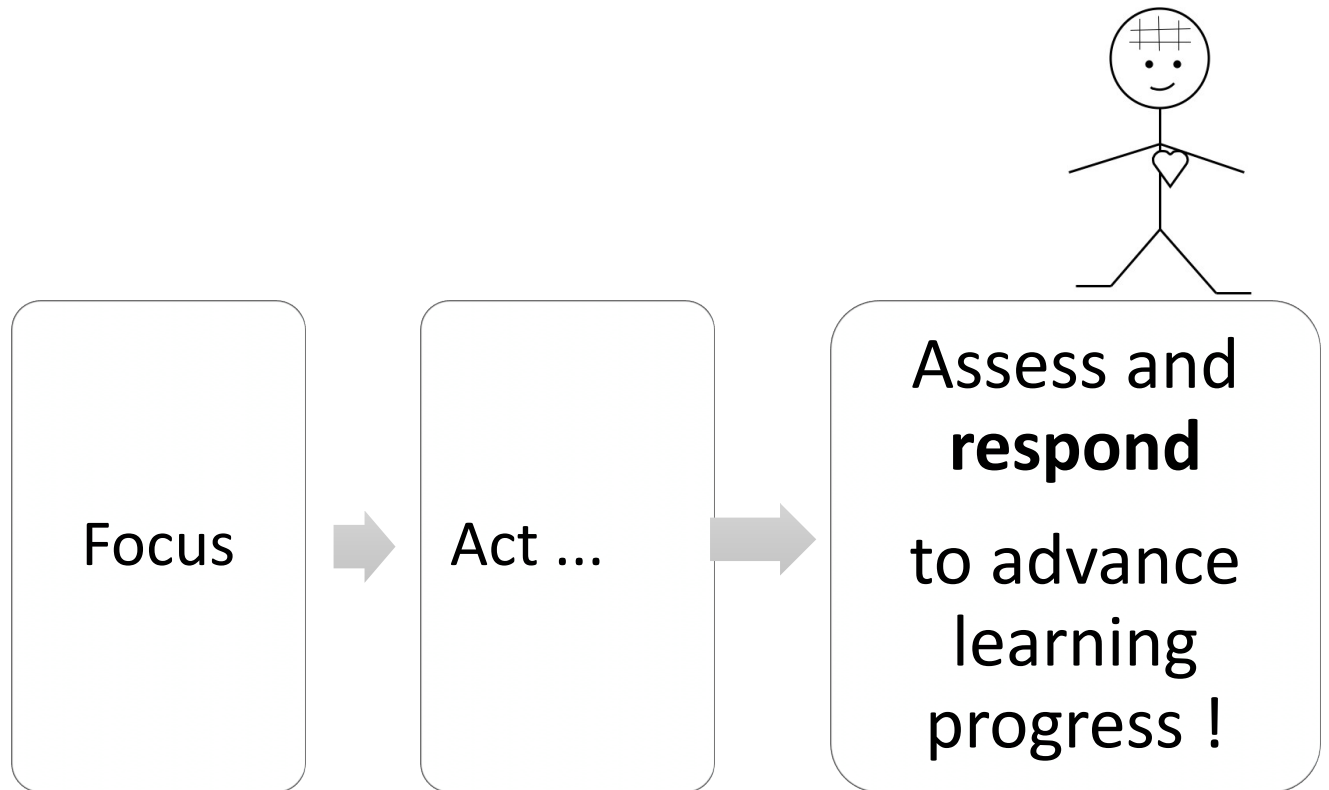 Focus
Act ...
Assess and
respond
to advance
learning
progress !